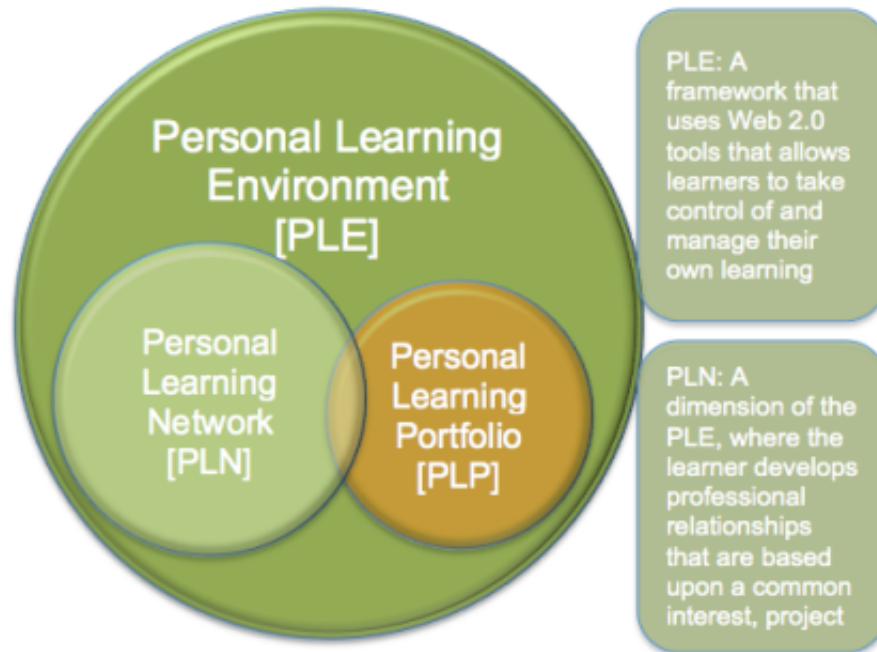 Personal Learning
Environment
[PLE]
Personal
Learning
Network
[PLN]
Personal
Learning
Portfolio
[PLP]
PLE: A
framework that
uses Web 2.0
tools that allows
learners to take
control of and
manage their
own learning
PLN: A
dimension of the
PLE, where the
learner develops
professional
relationships
that are based
upon a common
interest, project